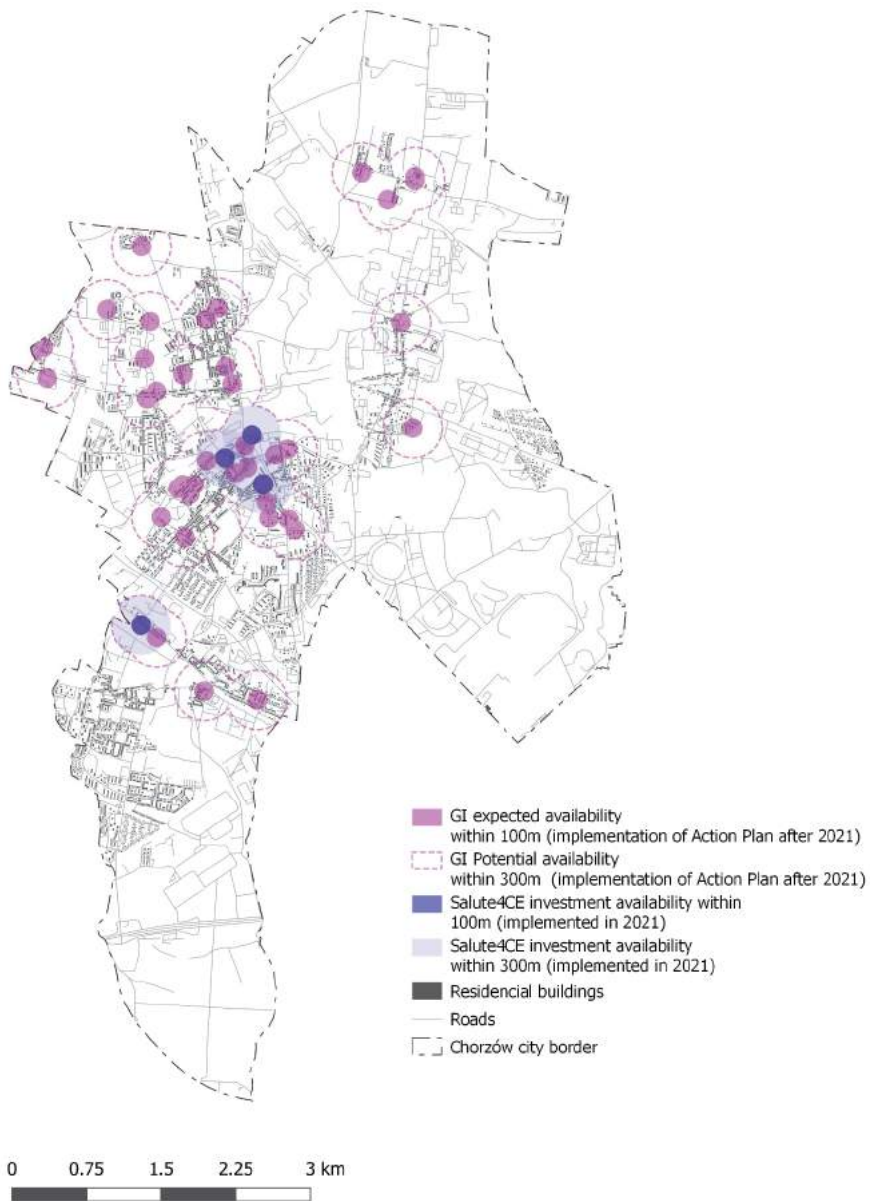 GI expected availability
within 100m (implementation of Action Plan after 2021)
GI Potential availability
within 300m (implementation of Action Plan after 2021)
Salute4CE investment availability within
100m (implemented in 2021)
Salute4CE investment availability
within 300m (implemented in 2021)
Residencial buildings
Roads
Chorzów city border
0 0.75 1.5 2.25 3 km